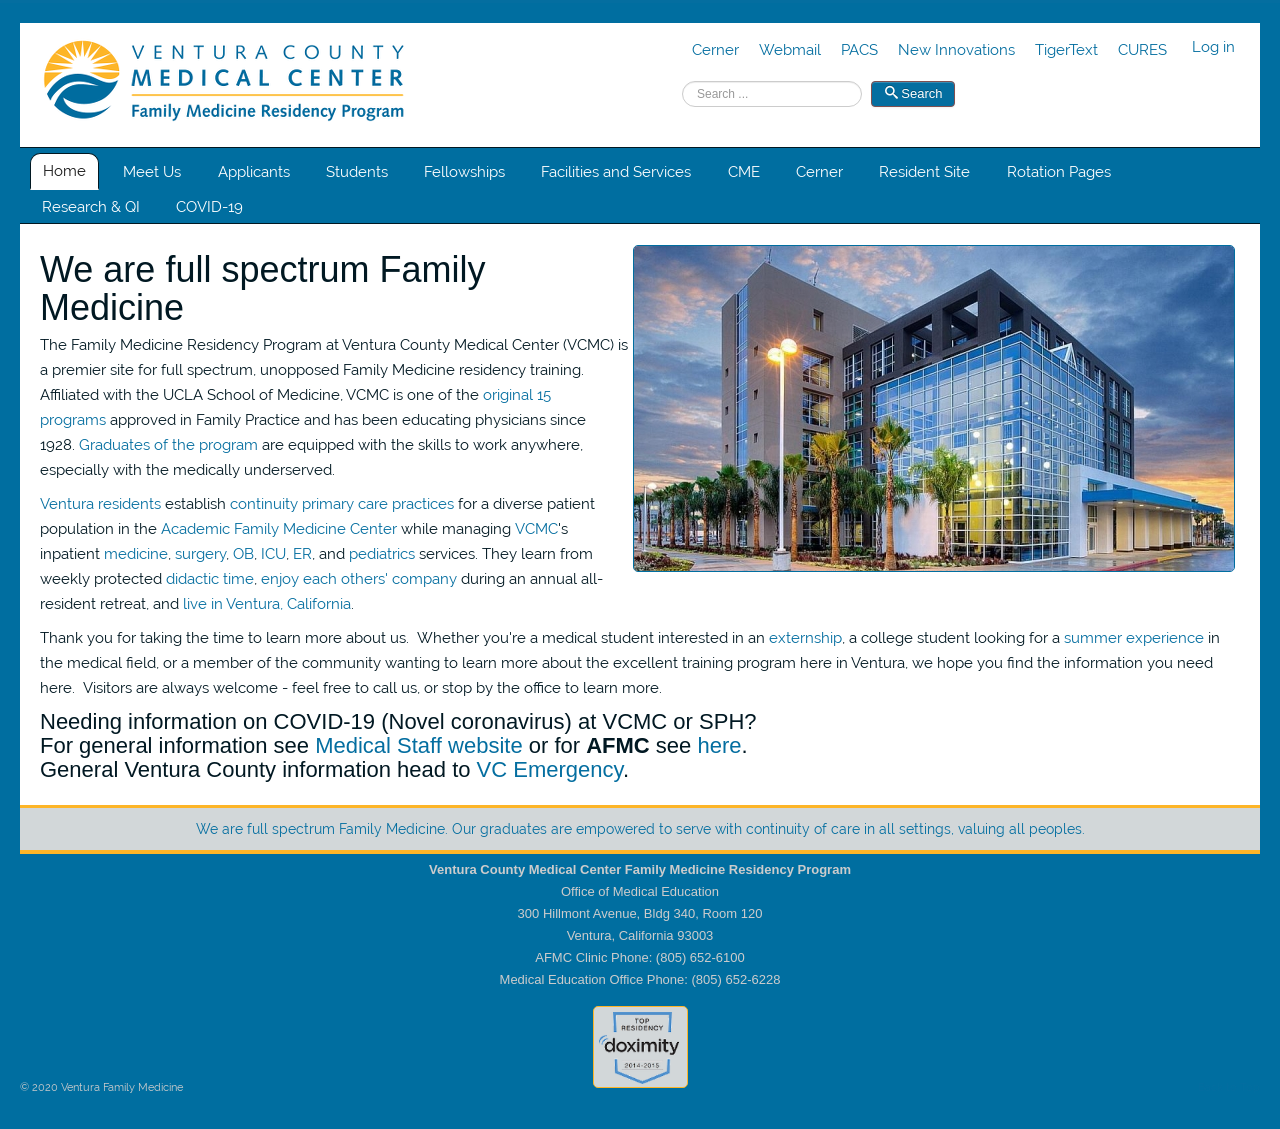 VENTURA COUNTY
MEDICAL CENTER
Family Medicine Residency Program
Cerner Webmail PACS New Innovations TigerText CURES Log in
Search ... Search
Home Meet Us Applicants Students Fellowships Facilities and Services CME Cerner Resident Site Rotation Pages
Research & QI COVID-19
We are full spectrum Family
Medicine
The Family Medicine Residency Program at Ventura County Medical Center (VCMC) is
a premier site for full spectrum, unopposed Family Medicine residency training.
Affiliated with the UCLA School of Medicine, VCMC is one of the original 15
programs approved in Family Practice and has been educating physicians since
1928. Graduates of the program are equipped with the skills to work anywhere,
especially with the medically underserved.
Ventura residents establish continuity primary care practices for a diverse patient
population in the Academic Family Medicine Center while managing VCMC's
inpatient medicine, surgery, OB, ICU, ER, and pediatrics services. They learn from
weekly protected didactic time, enjoy each others' company during an annual all-
resident retreat, and live in Ventura, California.
Thank you for taking the time to learn more about us.  Whether you're a medical student interested in an externship, a college student looking for a summer experience in
the medical field, or a member of the community wanting to learn more about the excellent training program here in Ventura, we hope you find the information you need
here.  Visitors are always welcome - feel free to call us, or stop by the office to learn more.
Needing information on COVID-19 (Novel coronavirus) at VCMC or SPH?
For general information see Medical Staff website or for AFMC see here.
General Ventura County information head to VC Emergency.
We are full spectrum Family Medicine. Our graduates are empowered to serve with continuity of care in all settings, valuing all peoples.
Ventura County Medical Center Family Medicine Residency Program
Office of Medical Education
300 Hillmont Avenue, Bldg 340, Room 120
Ventura, California 93003
AFMC Clinic Phone: (805) 652-6100
Medical Education Office Phone: (805) 652-6228
TOP
RESIDENCY
doximity
2014-2015
© 2020 Ventura Family Medicine